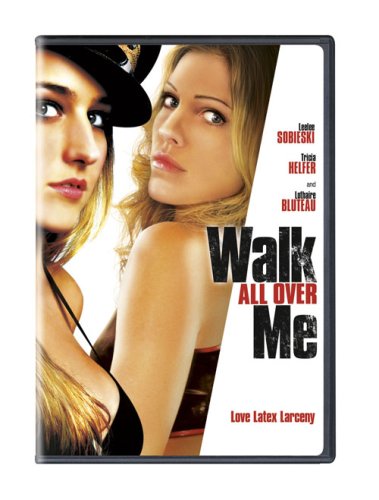 Leelee
SOBIESKI
Tricia
HELFER
and
Lothaire
BLUTEAU
Walk
ALL OVER
Me
Love Latex Larceny